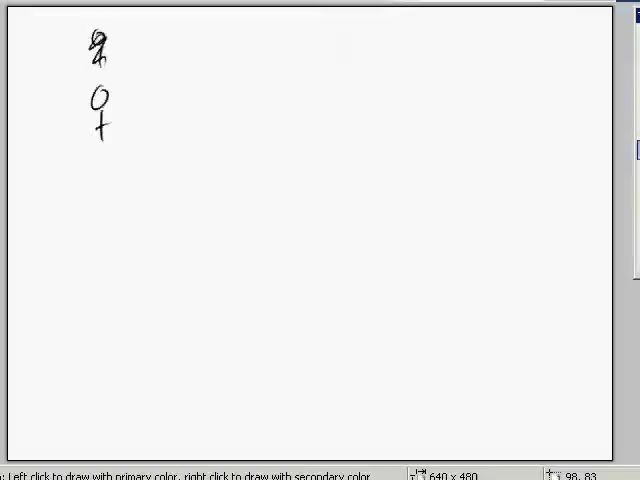 : Left click to draw with primary color, right click to draw with secondary color
640 x 480
98, 83